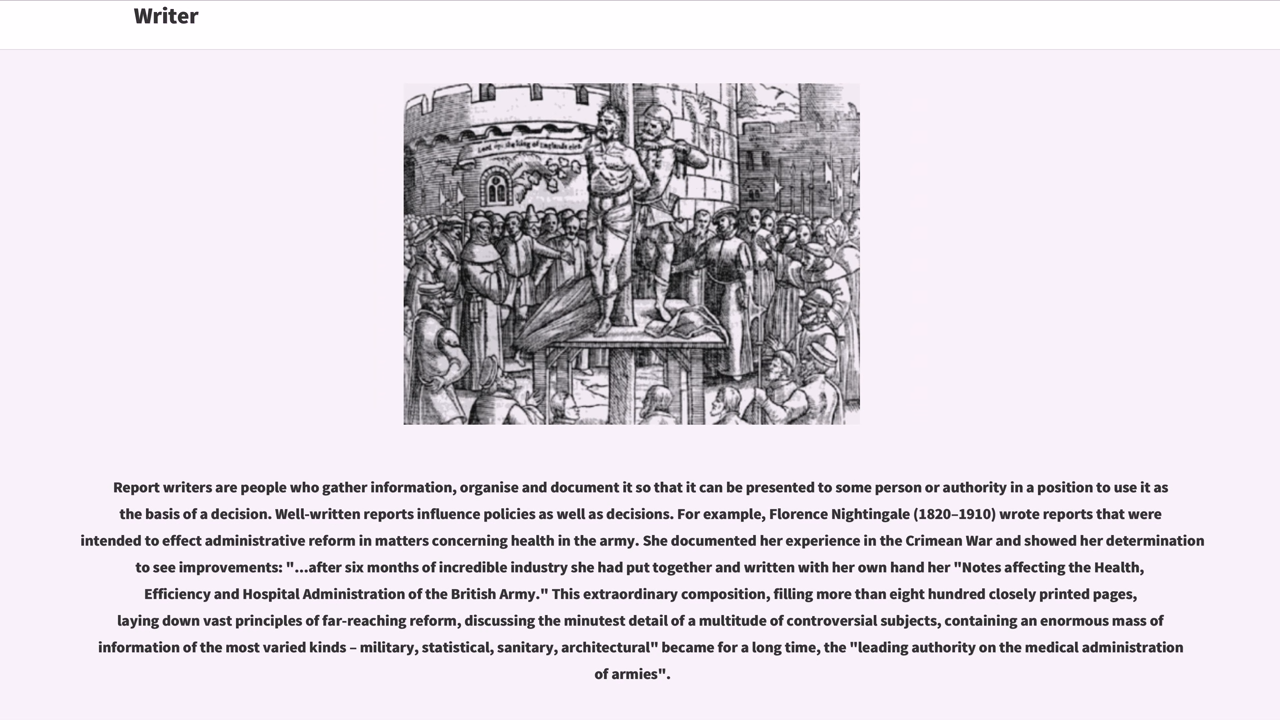 Writer
Lord ope the King of Englands eies
Report writers are people who gather information, organise and document it so that it can be presented to some person or authority in a position to use it as
the basis of a decision. Well-written reports influence policies as well as decisions. For example, Florence Nightingale (1820–1910) wrote reports that were
intended to effect administrative reform in matters concerning health in the army. She documented her experience in the Crimean War and showed her determination
to see improvements: "...after six months of incredible industry she had put together and written with her own hand her "Notes affecting the Health,
Efficiency and Hospital Administration of the British Army." This extraordinary composition, filling more than eight hundred closely printed pages,
laying down vast principles of far-reaching reform, discussing the minutest detail of a multitude of controversial subjects, containing an enormous mass of
information of the most varied kinds – military, statistical, sanitary, architectural" became for a long time, the "leading authority on the medical administration
of armies".